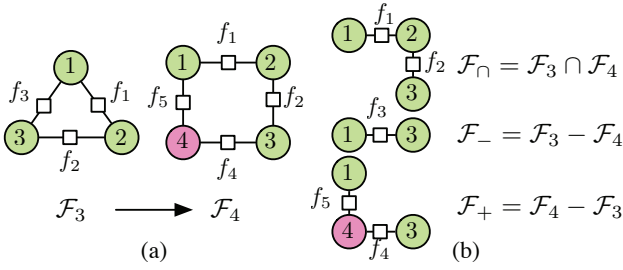 1
f₃ f₁
3 2
f₂
f₁
1 2
f₅ f₂
4 3
f₄
ℱ₃ ⟶ ℱ₄
(a)
1 f₁ 2
f₂
3
ℱ∩ = ℱ₃ ∩ ℱ₄
f₃
1 3
ℱ₋ = ℱ₃ − ℱ₄
1
f₅
4 3
f₄
ℱ₊ = ℱ₄ − ℱ₃
(b)